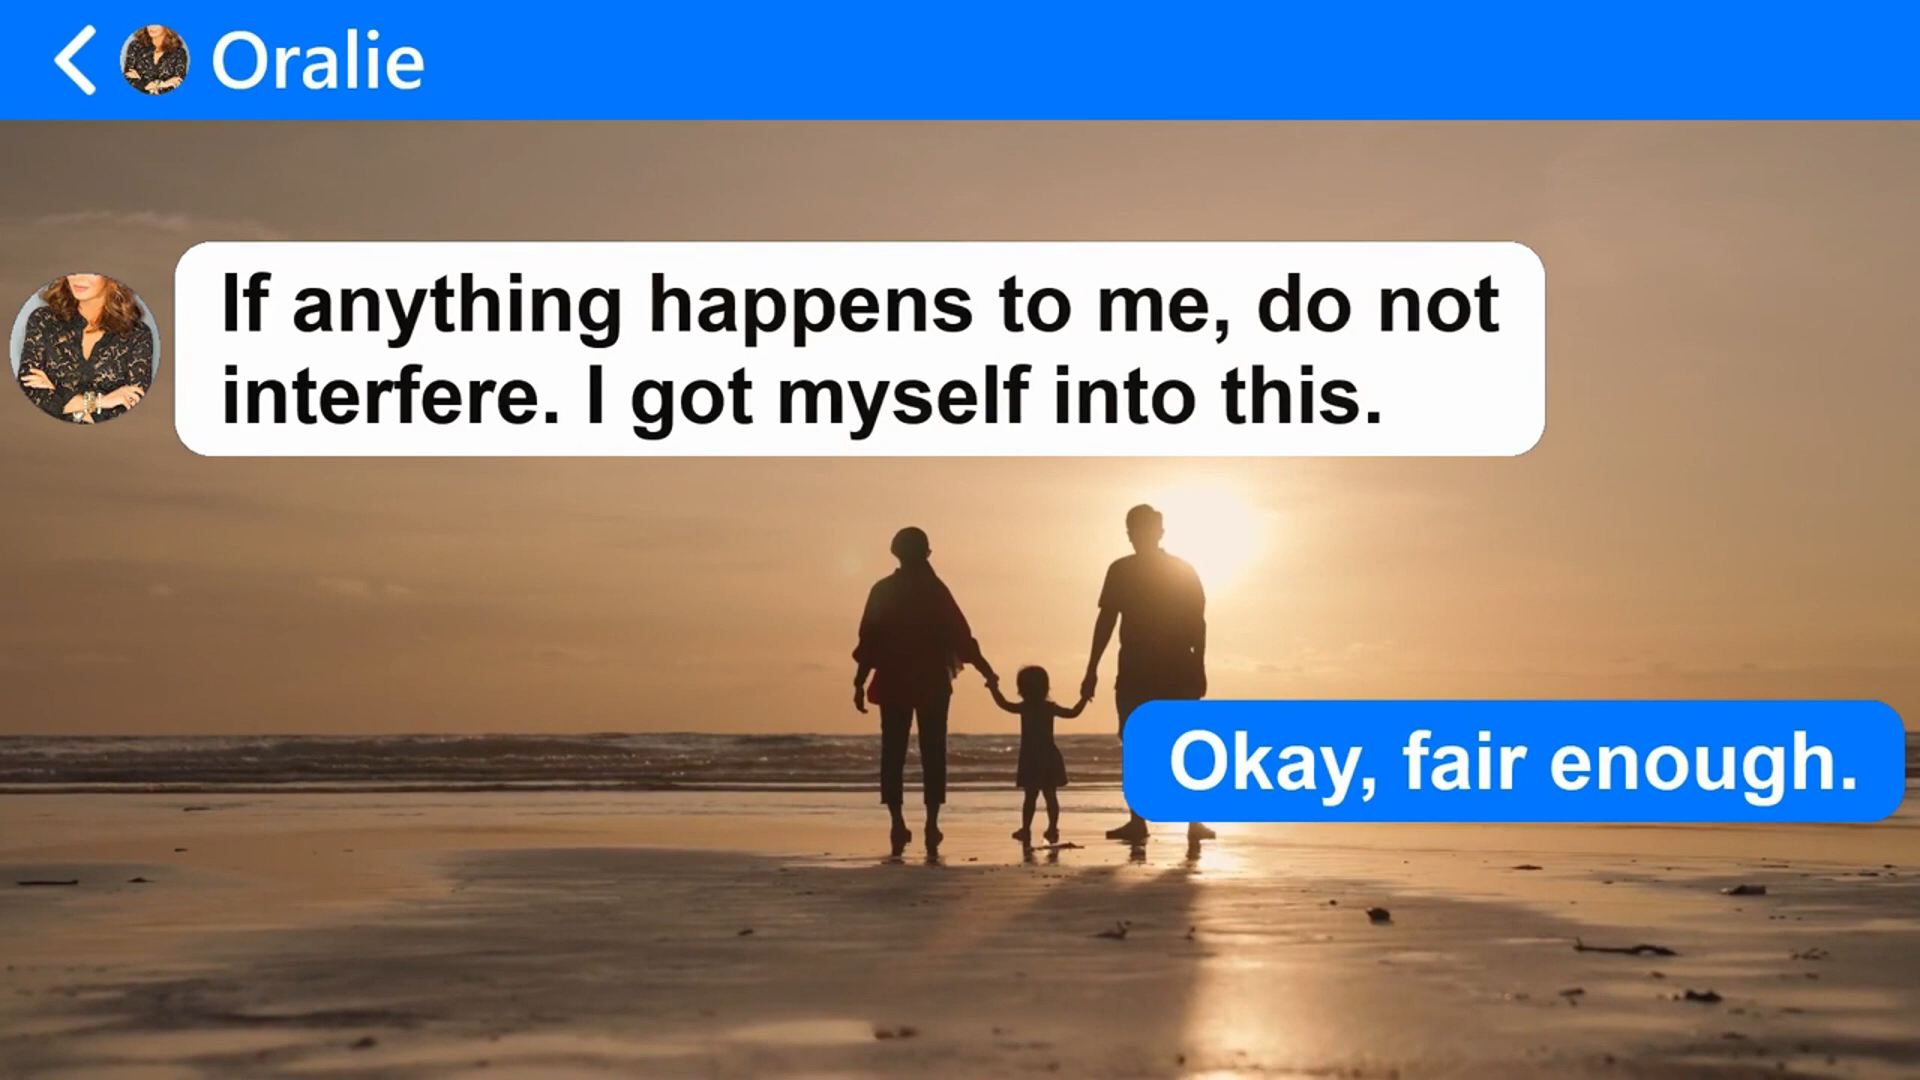 Oralie
If anything happens to me, do not
interfere. I got myself into this.
Okay, fair enough.